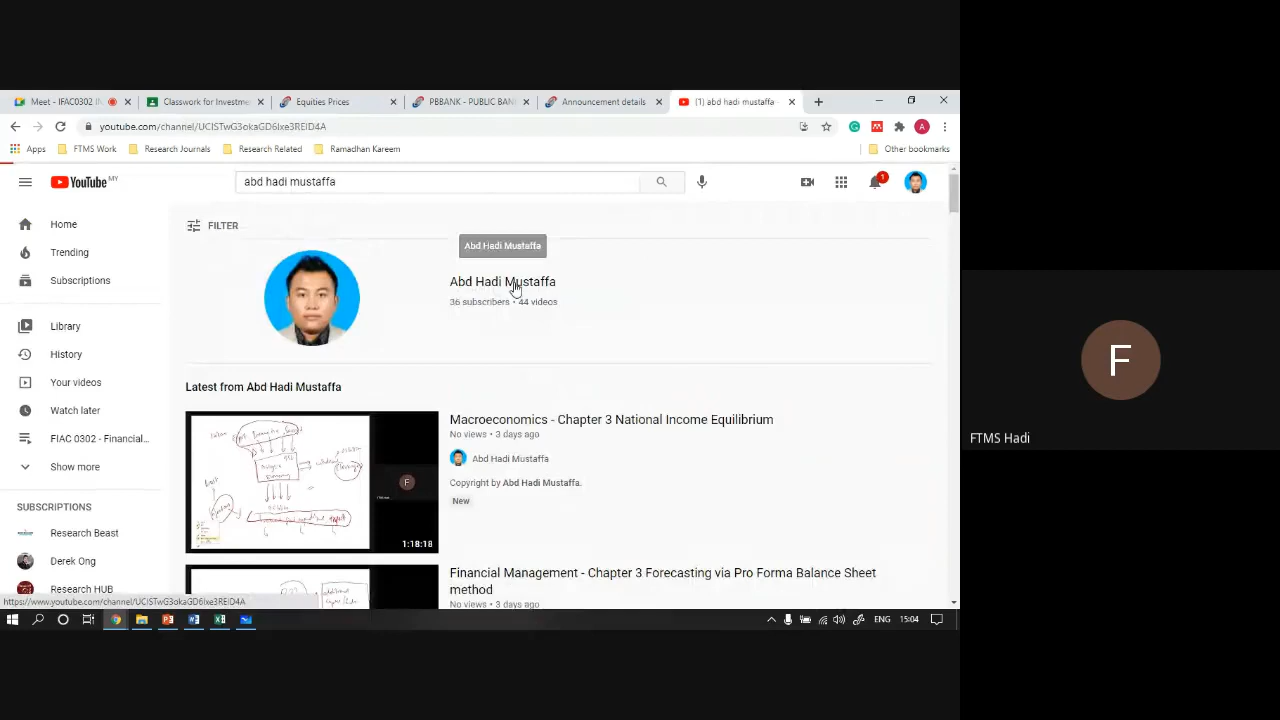 Meet - IFAC0302 IN
Classwork for Investme
Equities Prices
PBBANK - PUBLIC BAN
Announcement details
(1) abd hadi mustaffa -
youtube.com/channel/UCISTwG3okaGD6Ixe3REID4A
A
Apps
FTMS Work
Research Journals
Research Related
Ramadhan Kareem
Other bookmarks
YouTube MY
abd hadi mustaffa
1
Home
Trending
Subscriptions
Library
History
Your videos
Watch later
FIAC 0302 - Financial...
Show more
SUBSCRIPTIONS
Research Beast
Derek Ong
Research HUB
FILTER
Abd Hadi Mustaffa
Abd Hadi Mustaffa
36 subscribers • 44 videos
Latest from Abd Hadi Mustaffa
Macroeconomics - Chapter 3 National Income Equilibrium
No views • 3 days ago
Abd Hadi Mustaffa
Copyright by Abd Hadi Mustaffa.
New
F
1:18:18
Financial Management - Chapter 3 Forecasting via Pro Forma Balance Sheet
method
No views • 3 days ago
https://www.youtube.com/channel/UCISTwG3okaGD6Ixe3REID4A
ENG
15:04
F
FTMS Hadi